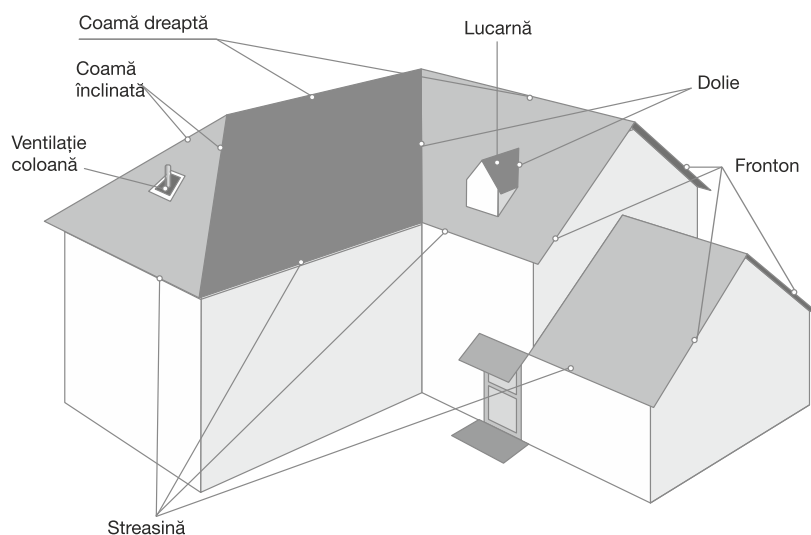 Coamă dreaptă
Lucarnă
Coamă
înclinată
Dolie
Ventilație
coloană
Fronton
Streasină